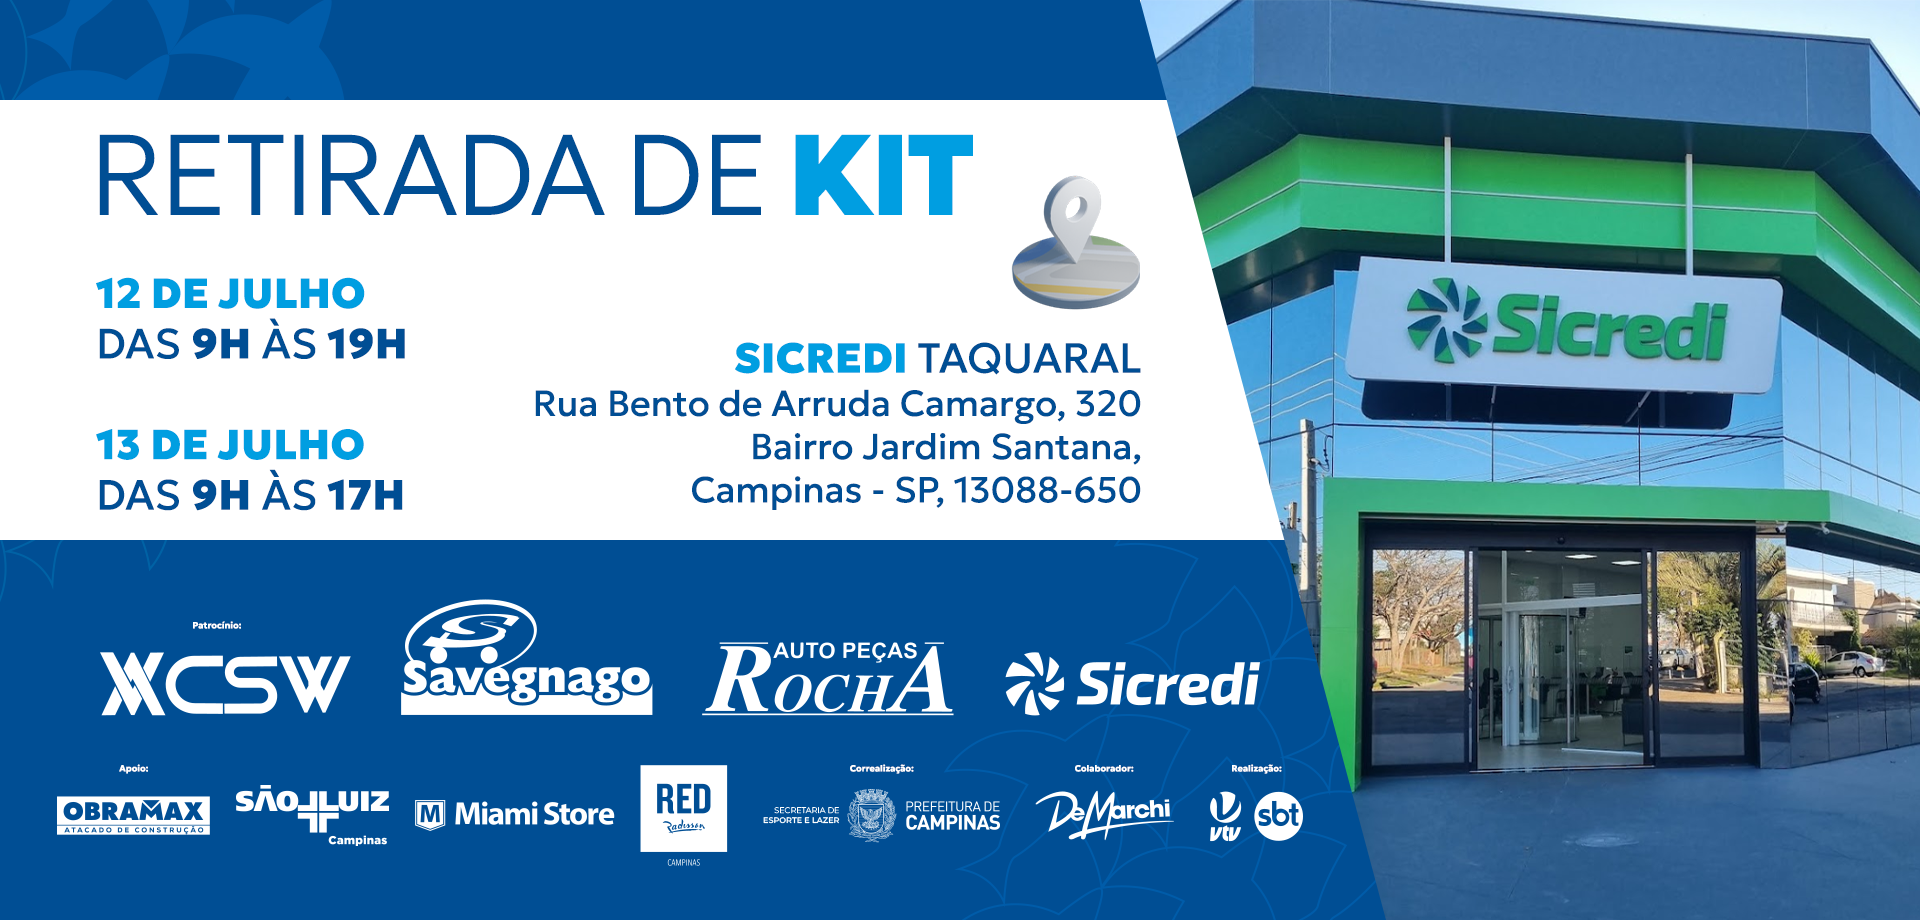 RETIRADA DE KIT
12 DE JULHO
DAS 9H ÀS 19H
13 DE JULHO
DAS 9H ÀS 17H
SICREDI TAQUARAL
Rua Bento de Arruda Camargo, 320
Bairro Jardim Santana,
Campinas - SP, 13088-650
Sicredi
Patrocínio:
CSW
Savegnago
AUTO PEÇAS
ROCHA
Sicredi
Apoio:
OBRAMAX
ATACADO DE CONSTRUÇÃO
SÃO LUIZ
Campinas
M Miami Store
RED
Radisson
CAMPINAS
Correalização:
SECRETARIA DE
ESPORTE E LAZER
PREFEITURA DE
CAMPINAS
Colaborador:
DeMarchi
Realização:
vtv
sbt